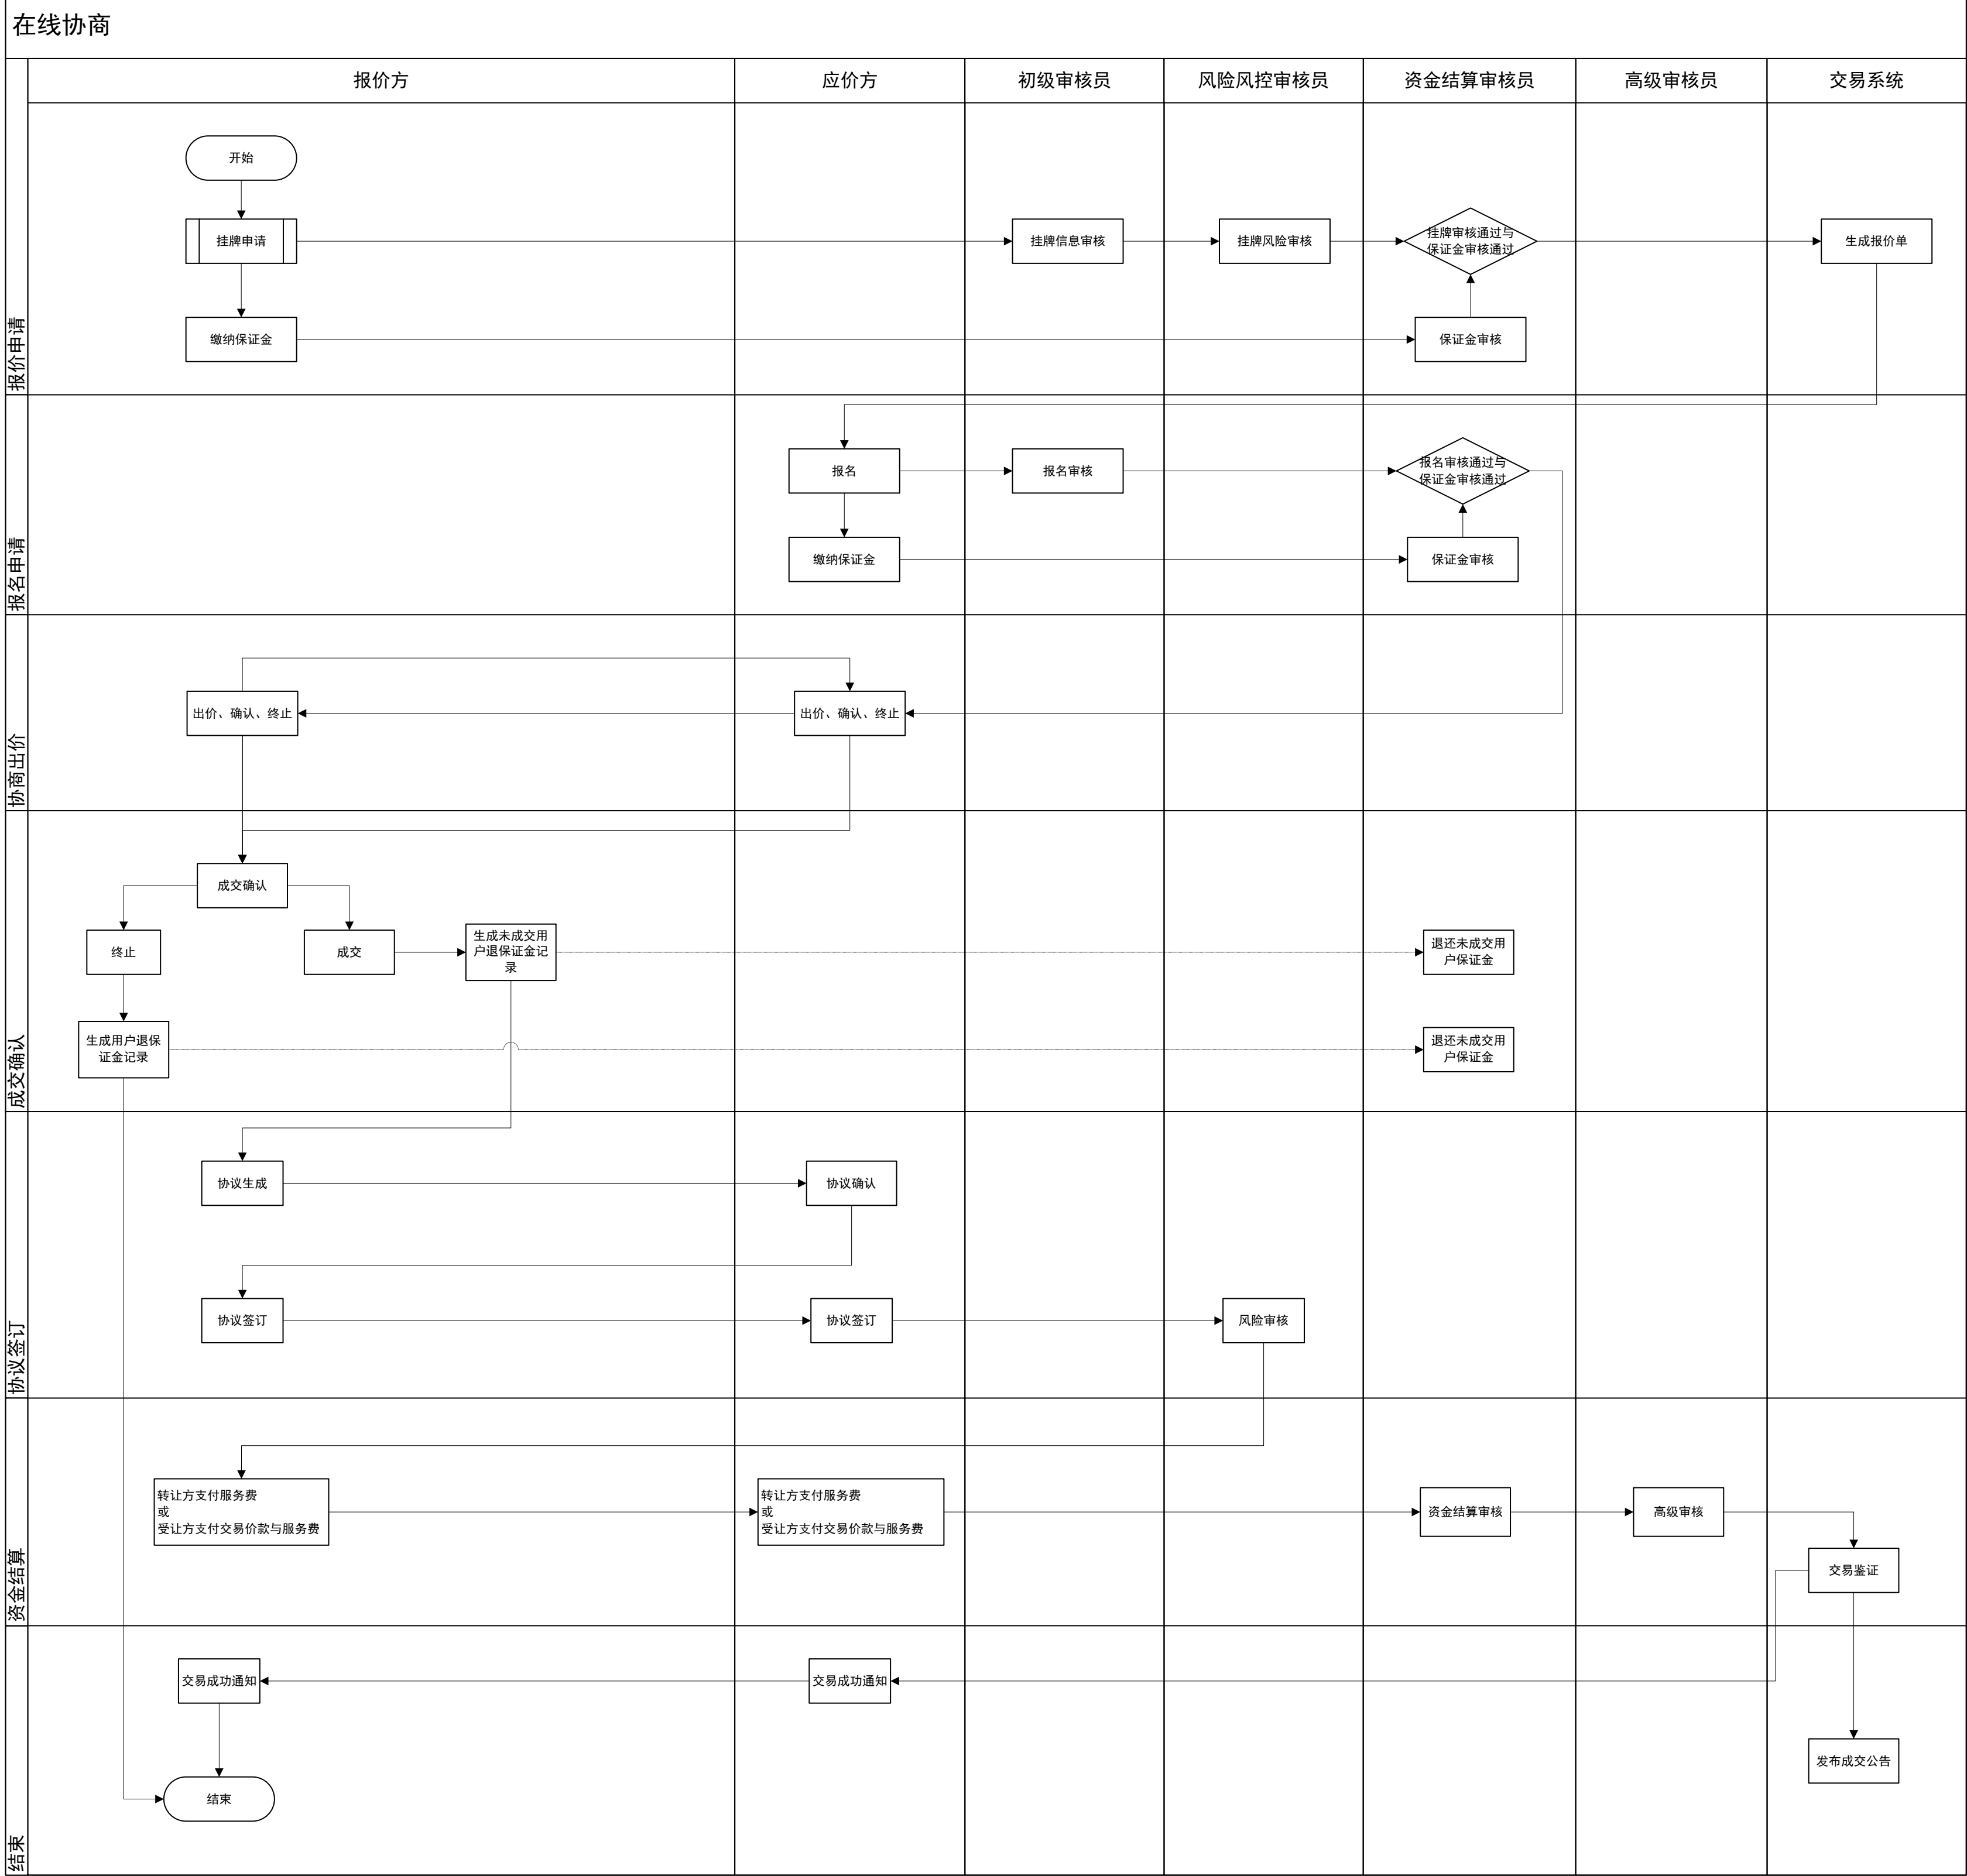 在线协商
报价方
应价方
初级审核员
风险风控审核员
资金结算审核员
高级审核员
交易系统
报价申请
开始
挂牌申请
挂牌信息审核
挂牌风险审核
挂牌审核通过与
保证金审核通过
生成报价单
缴纳保证金
保证金审核
报名申请
报名
报名审核
报名审核通过与
保证金审核通过
缴纳保证金
保证金审核
协商出价
出价、确认、终止
出价、确认、终止
成交确认
成交确认
终止
成交
生成未成交用
户退保证金记
录
退还未成交用
户保证金
生成用户退保
证金记录
退还未成交用
户保证金
协议签订
协议生成
协议确认
协议签订
协议签订
风险审核
资金结算
转让方支付服务费
或
受让方支付交易价款与服务费
转让方支付服务费
或
受让方支付交易价款与服务费
资金结算审核
高级审核
交易鉴证
结束
交易成功通知
交易成功通知
发布成交公告
结束